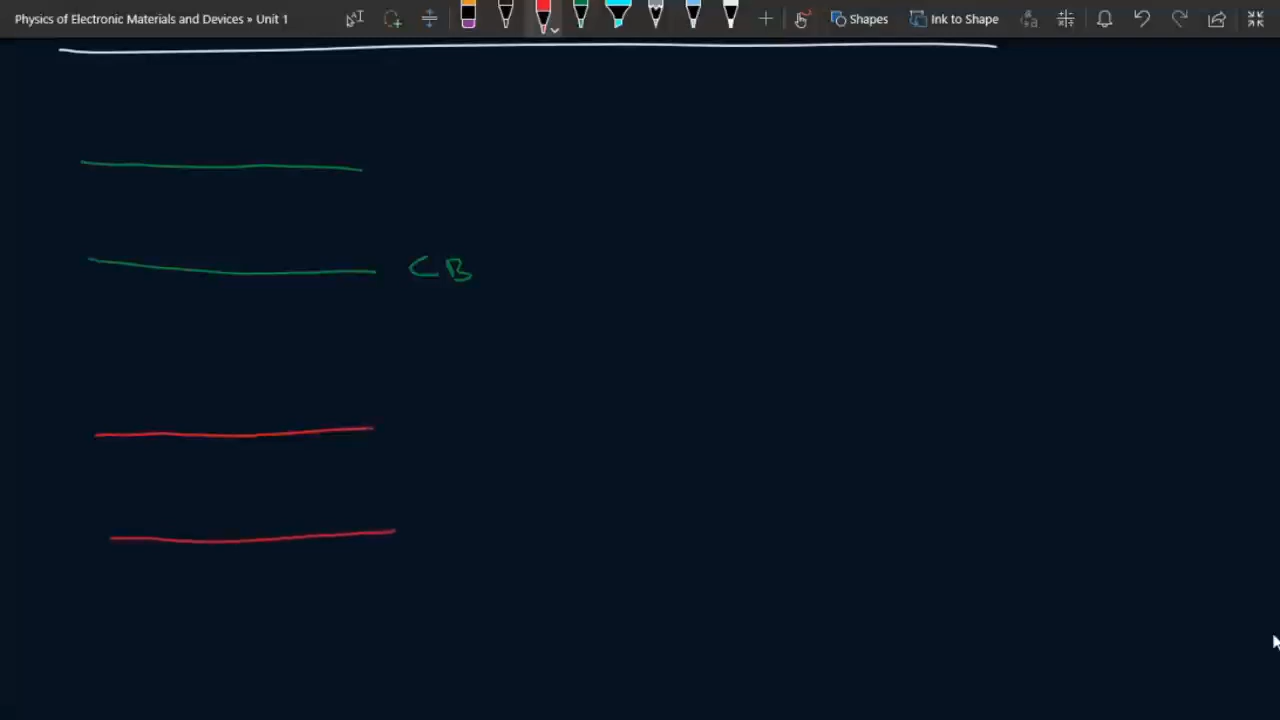 Physics of Electronic Materials and Devices » Unit 1
Shapes
Ink to Shape
CB